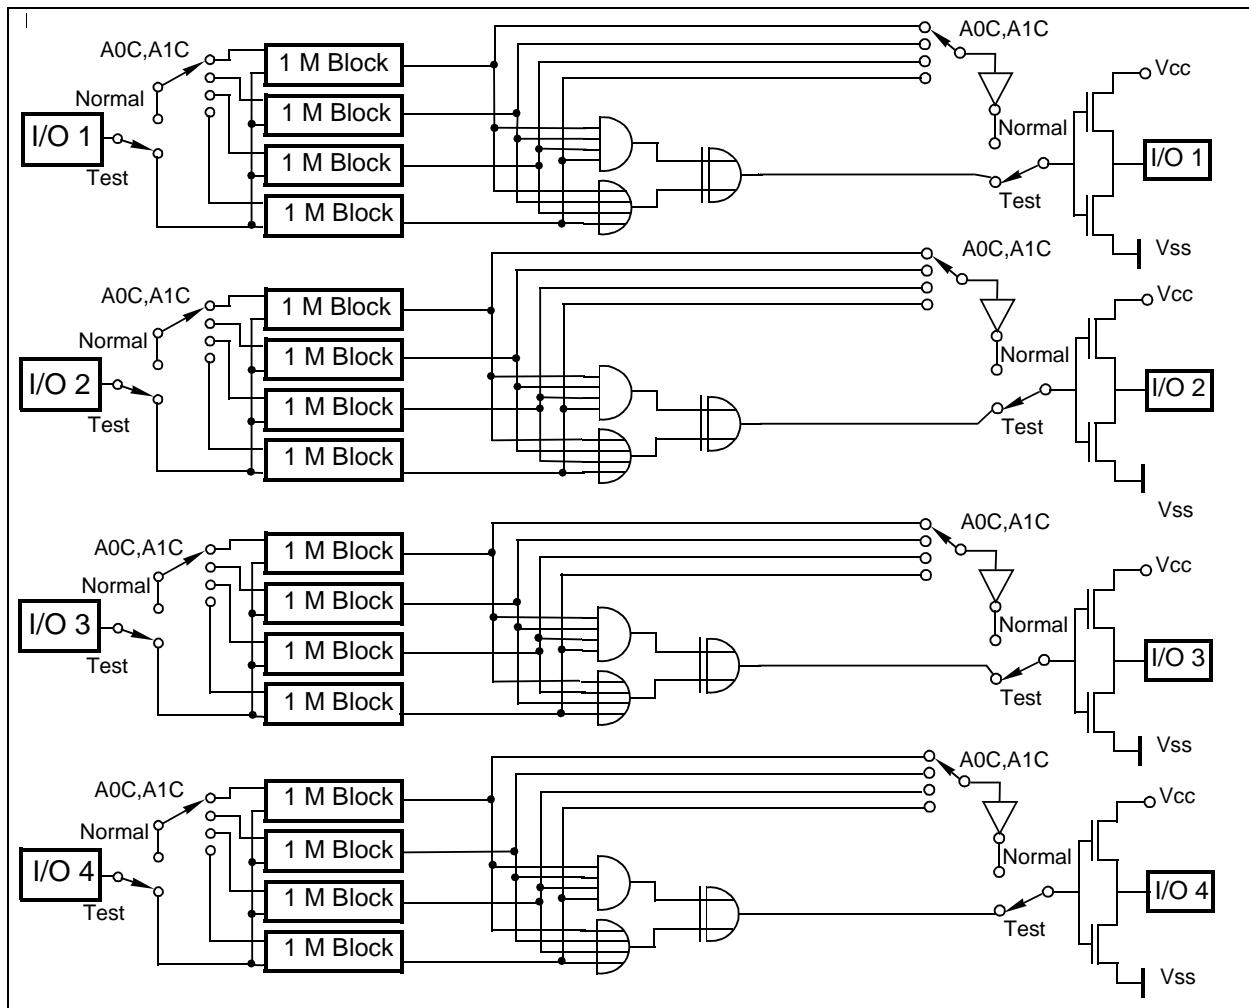 A0C,A1C
1 M Block
A0C,A1C
Vcc
Normal
1 M Block
I/O 1
Normal
1 M Block
I/O 1
Test
Test
1 M Block
Vss
A0C,A1C
A0C,A1C
1 M Block
Vcc
Normal
1 M Block
Normal
I/O 2
I/O 2
1 M Block
Test
Test
1 M Block
Vss
A0C,A1C
A0C,A1C
1 M Block
Vcc
Normal
1 M Block
Normal
I/O 3
1 M Block
I/O 3
Test
Test
1 M Block
Vss
A0C,A1C
A0C,A1C
1 M Block
Vcc
Normal
1 M Block
Normal
I/O 4
I/O 4
1 M Block
Test
Test
1 M Block
Vss